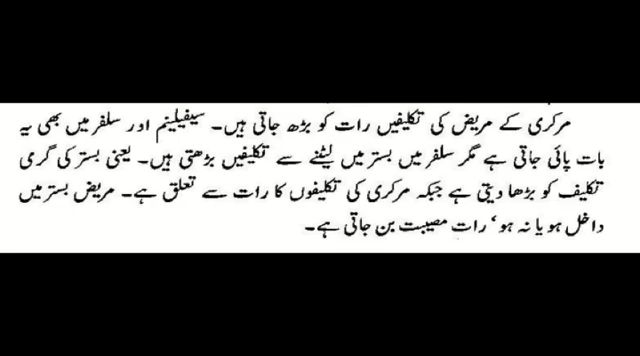 مرکری کے مریض کی تکلیفیں رات کو بڑھ جاتی ہیں۔ سیفیلینم اور سلفر میں بھی یہ
بات پائی جاتی ہے مگر سلفر میں بستر میں لیٹنے سے تکلیفیں بڑھتی ہیں۔ یعنی بستر کی گرمی
تکلیف کو بڑھا دیتی ہے جبکہ مرکری کی تکلیفوں کا رات سے تعلق ہے۔ مریض بستر میں
داخل ہو یا نہ ہو، رات مصیبت بن جاتی ہے۔